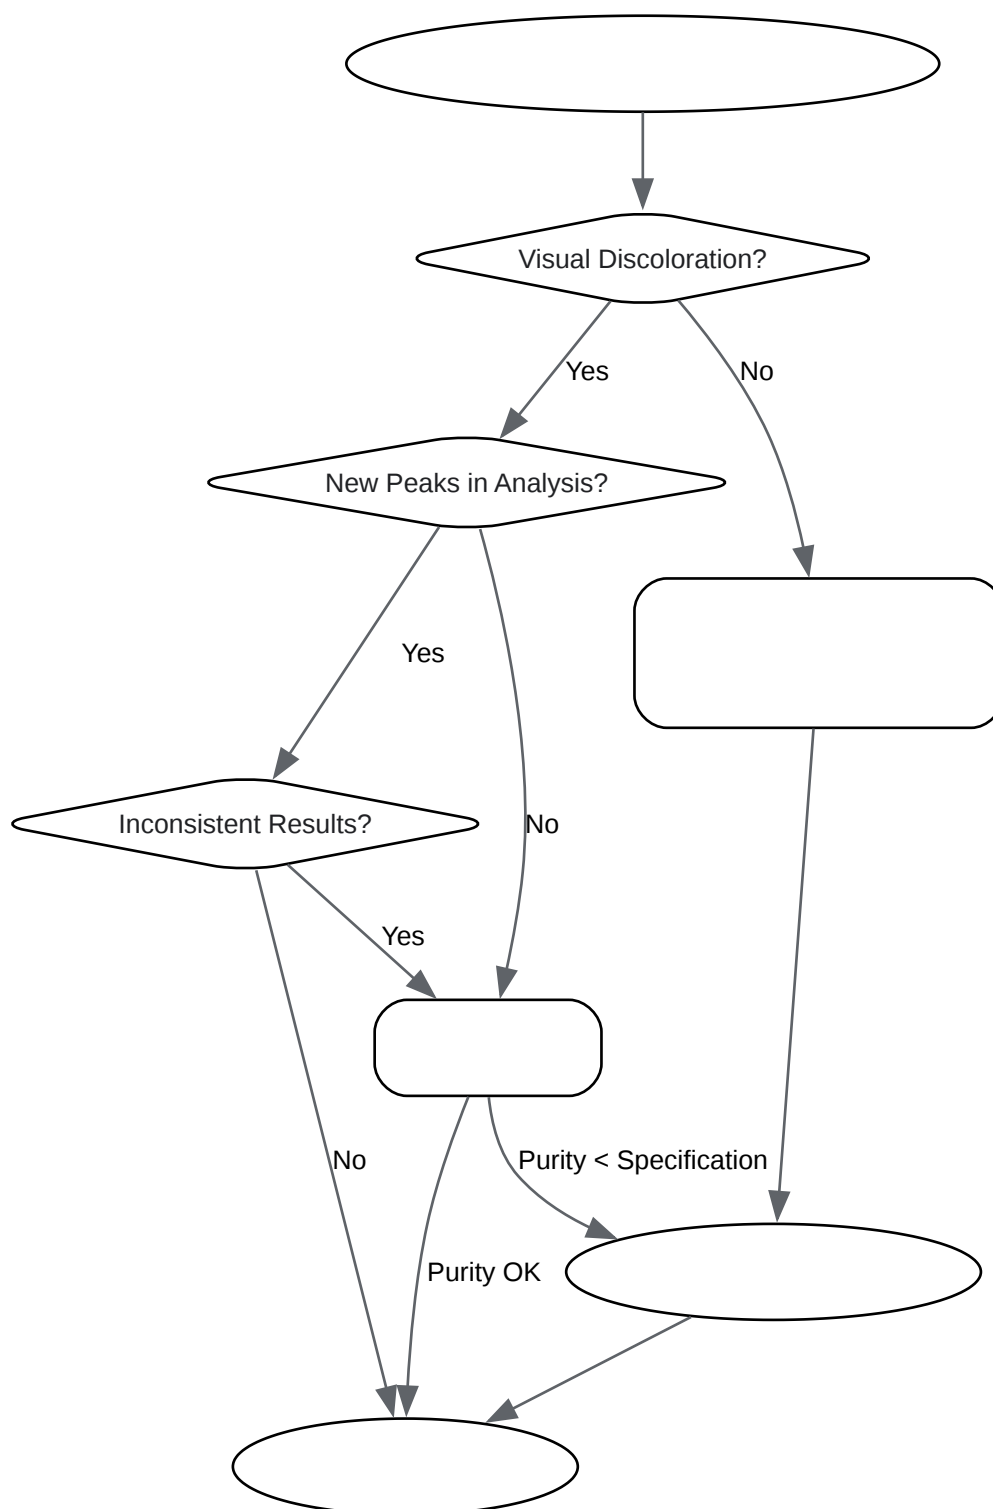 Visual Discoloration?
Yes
No
New Peaks in Analysis?
Yes
Inconsistent Results?
No
Yes
No
Purity < Specification
Purity OK